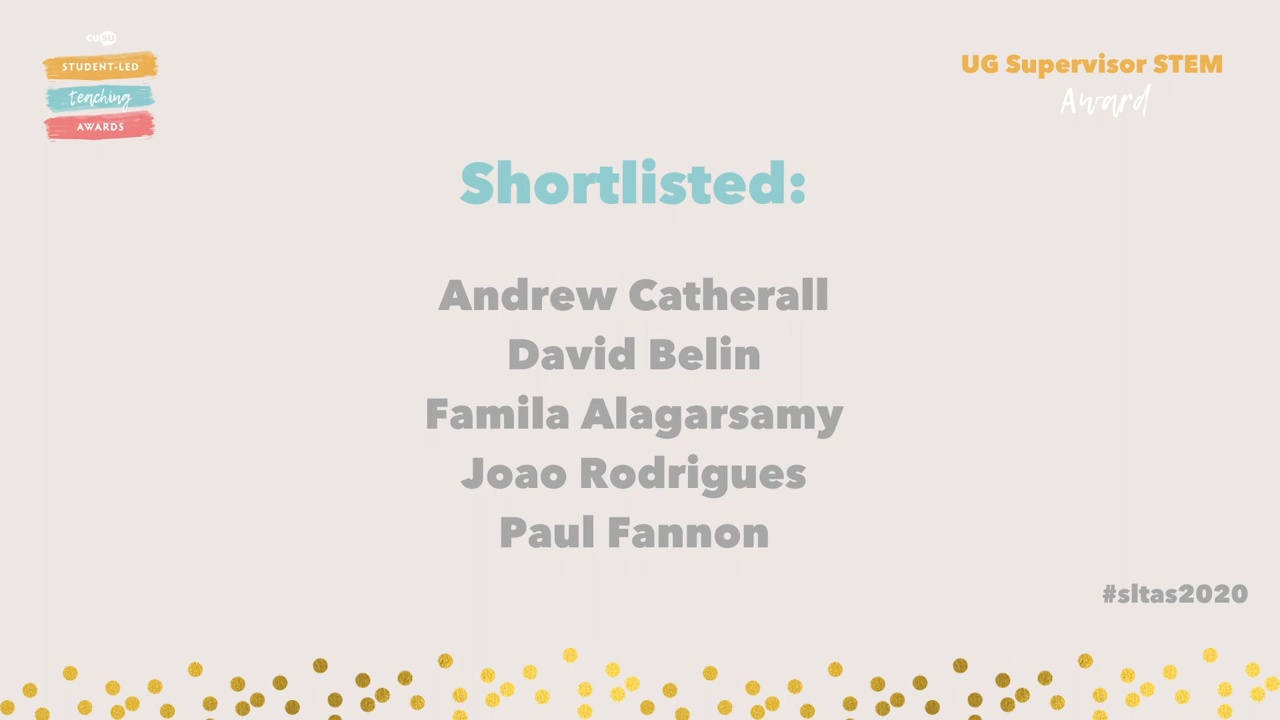 cusu
STUDENT-LED
teaching
AWARDS
UG Supervisor STEM
Award
Shortlisted:
Andrew Catherall
David Belin
Famila Alagarsamy
Joao Rodrigues
Paul Fannon
#sltas2020